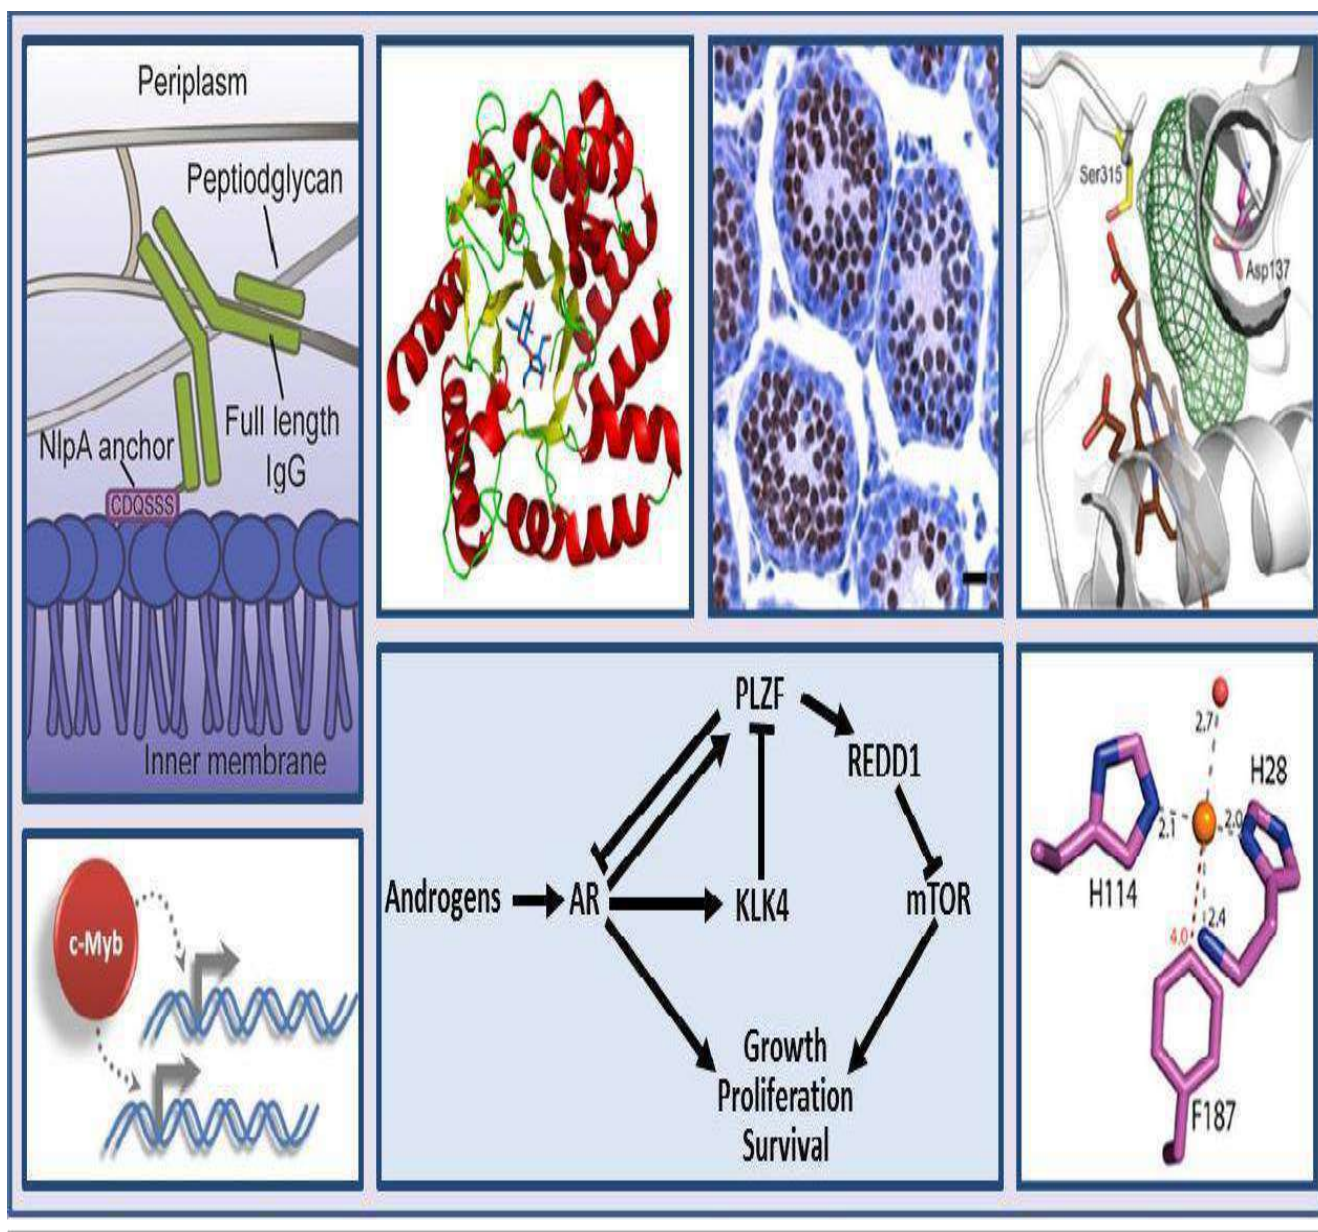 Periplasm
Peptiodglycan
Full length
IgG
NlpA anchor
CDQSSS
Inner membrane
Ser315
Asp137
c-Myb
PLZF
REDD1
Androgens
AR
KLK4
mTOR
Growth
Proliferation
Survival
2.7
H28
2.1
2.0
H114
2.4
4.0
F187